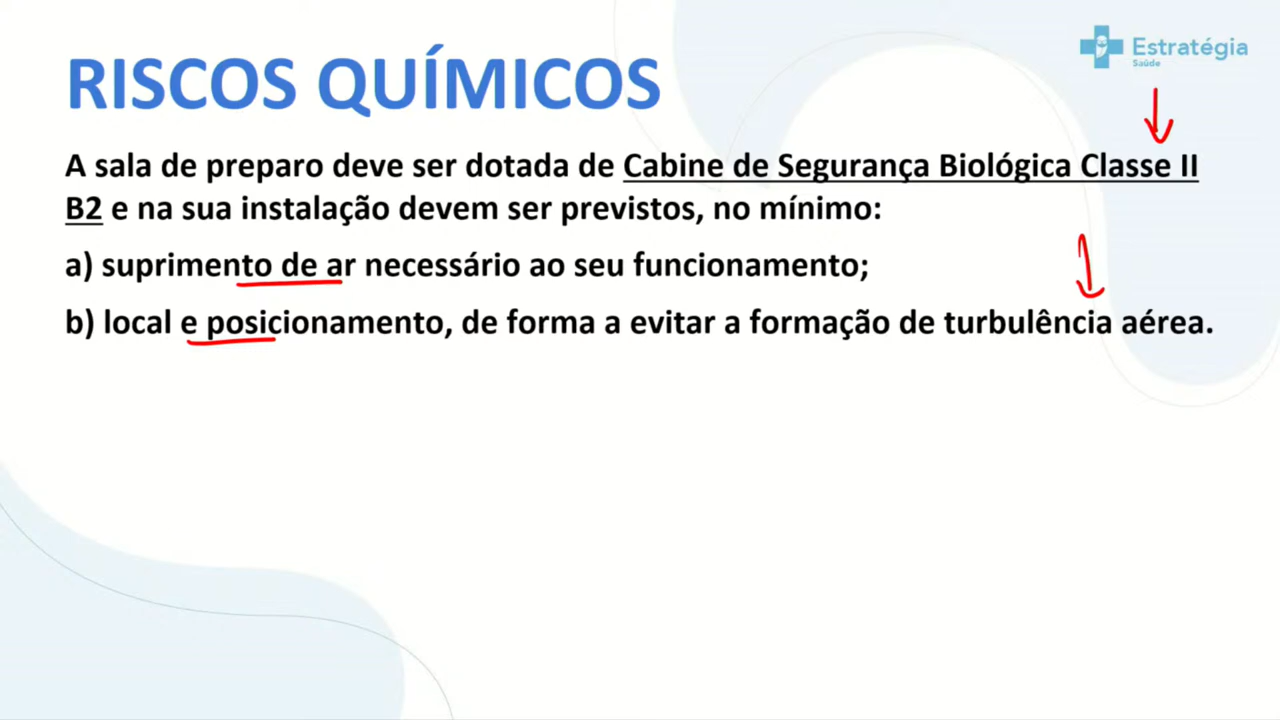 Estratégia
Saúde
RISCOS QUÍMICOS
A sala de preparo deve ser dotada de Cabine de Segurança Biológica Classe II
B2 e na sua instalação devem ser previstos, no mínimo:
a) suprimento de ar necessário ao seu funcionamento;
b) local e posicionamento, de forma a evitar a formação de turbulência aérea.